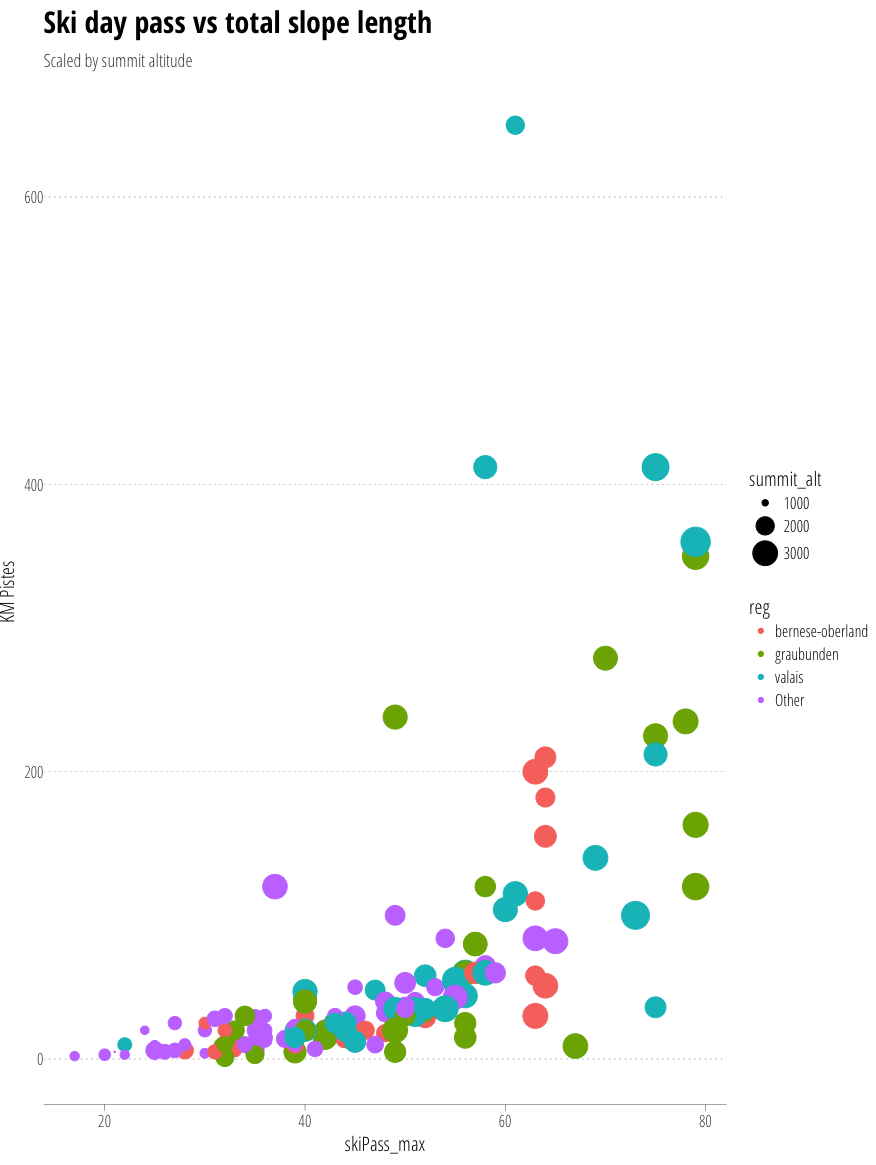 Ski day pass vs total slope length
Scaled by summit altitude
600
400
200
0
KM Pistes
20 40 60 80
skiPass_max
summit_alt
1000
2000
3000
reg
bernese-oberland
graubunden
valais
Other